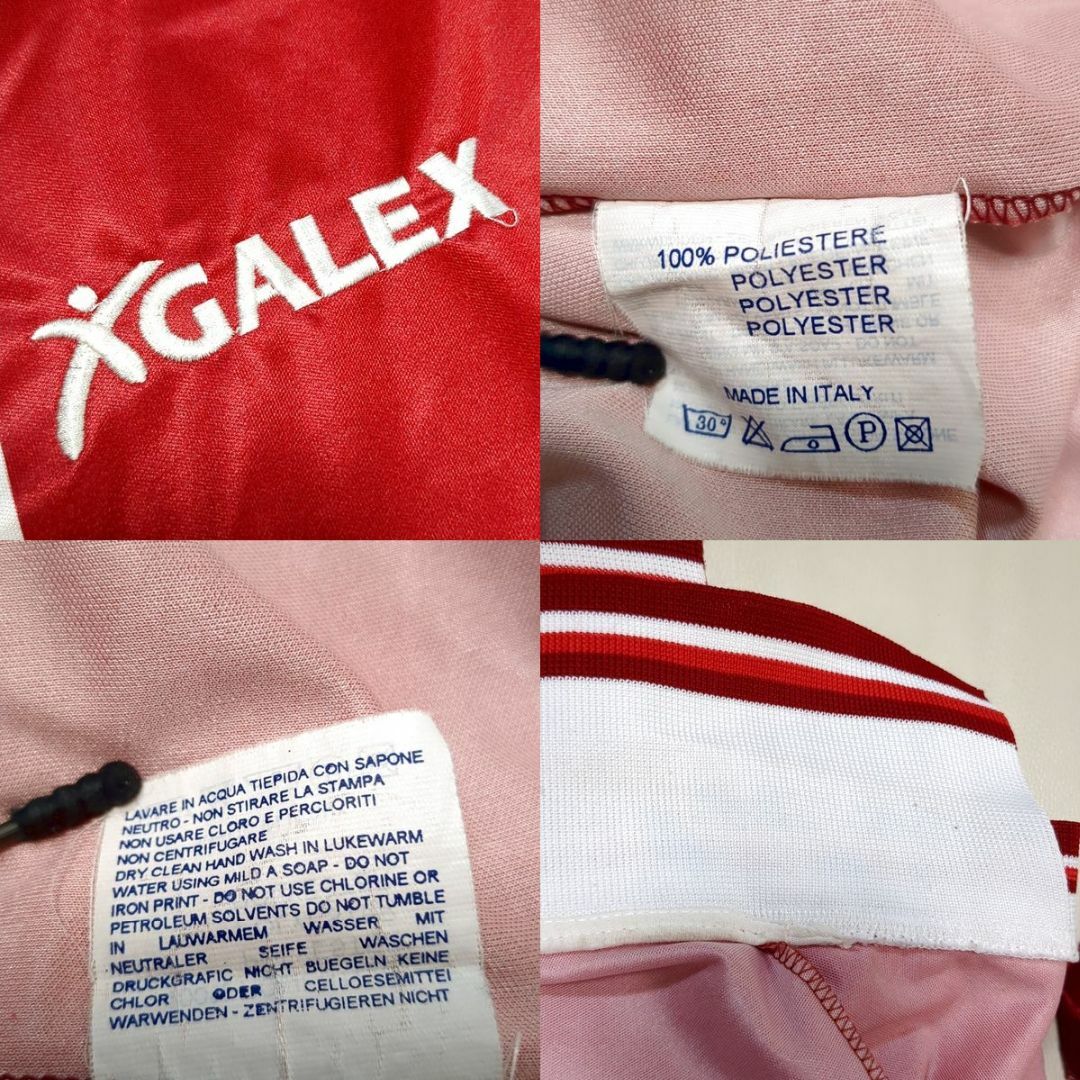 GALEX
100% POLIESTERE
POLYESTER
POLYESTER
POLYESTER
MADE IN ITALY
30° P
LAVARE IN ACQUA TIEPIDA CON SAPONE
NEUTRO - NON STIRARE LA STAMPA
NON USARE CLORO E PERCLORITI
NON CENTRIFUGARE
DRY CLEAN HAND WASH IN LUKEWARM
WATER USING MILD A SOAP - DO NOT
IRON PRINT - DO NOT USE CHLORINE OR
PETROLEUM SOLVENTS DO NOT TUMBLE
IN LAUWARMEM WASSER MIT
NEUTRALER SEIFE WASCHEN
DRUCKGRAFIC NICHT BUEGELN KEINE
CHLOR ODER CELLOESEMITTEI
WARWENDEN - ZENTRIFUGIEREN NICHT